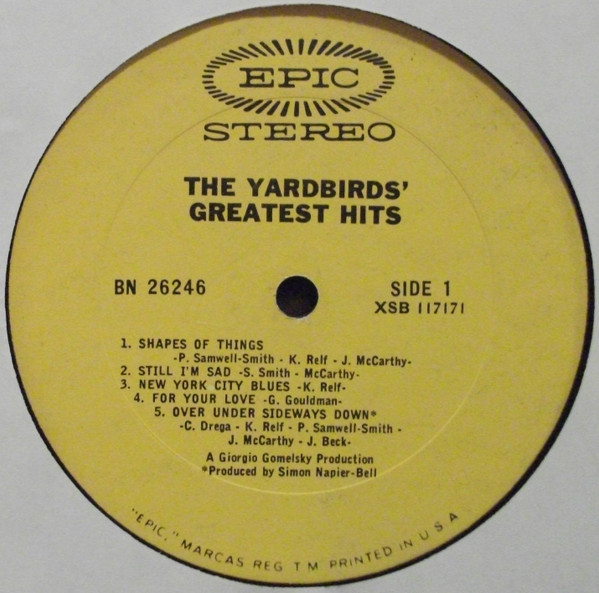 EPIC
STEREO
THE YARDBIRDS'
GREATEST HITS
BN 26246
SIDE 1
XSB 117171
1. SHAPES OF THINGS
-P. Samwell-Smith - K. Relf - J. McCarthy-
2. STILL I'M SAD -S. Smith - McCarthy-
3. NEW YORK CITY BLUES -K. Relf-
4. FOR YOUR LOVE -G. Gouldman-
5. OVER UNDER SIDEWAYS DOWN*
-C. Drega - K. Relf - P. Samwell-Smith -
J. McCarthy - J. Beck-
A Giorgio Gomelsky Production
*Produced by Simon Napier-Bell
"EPIC," MARCAS REG T M PRINTED IN U S A